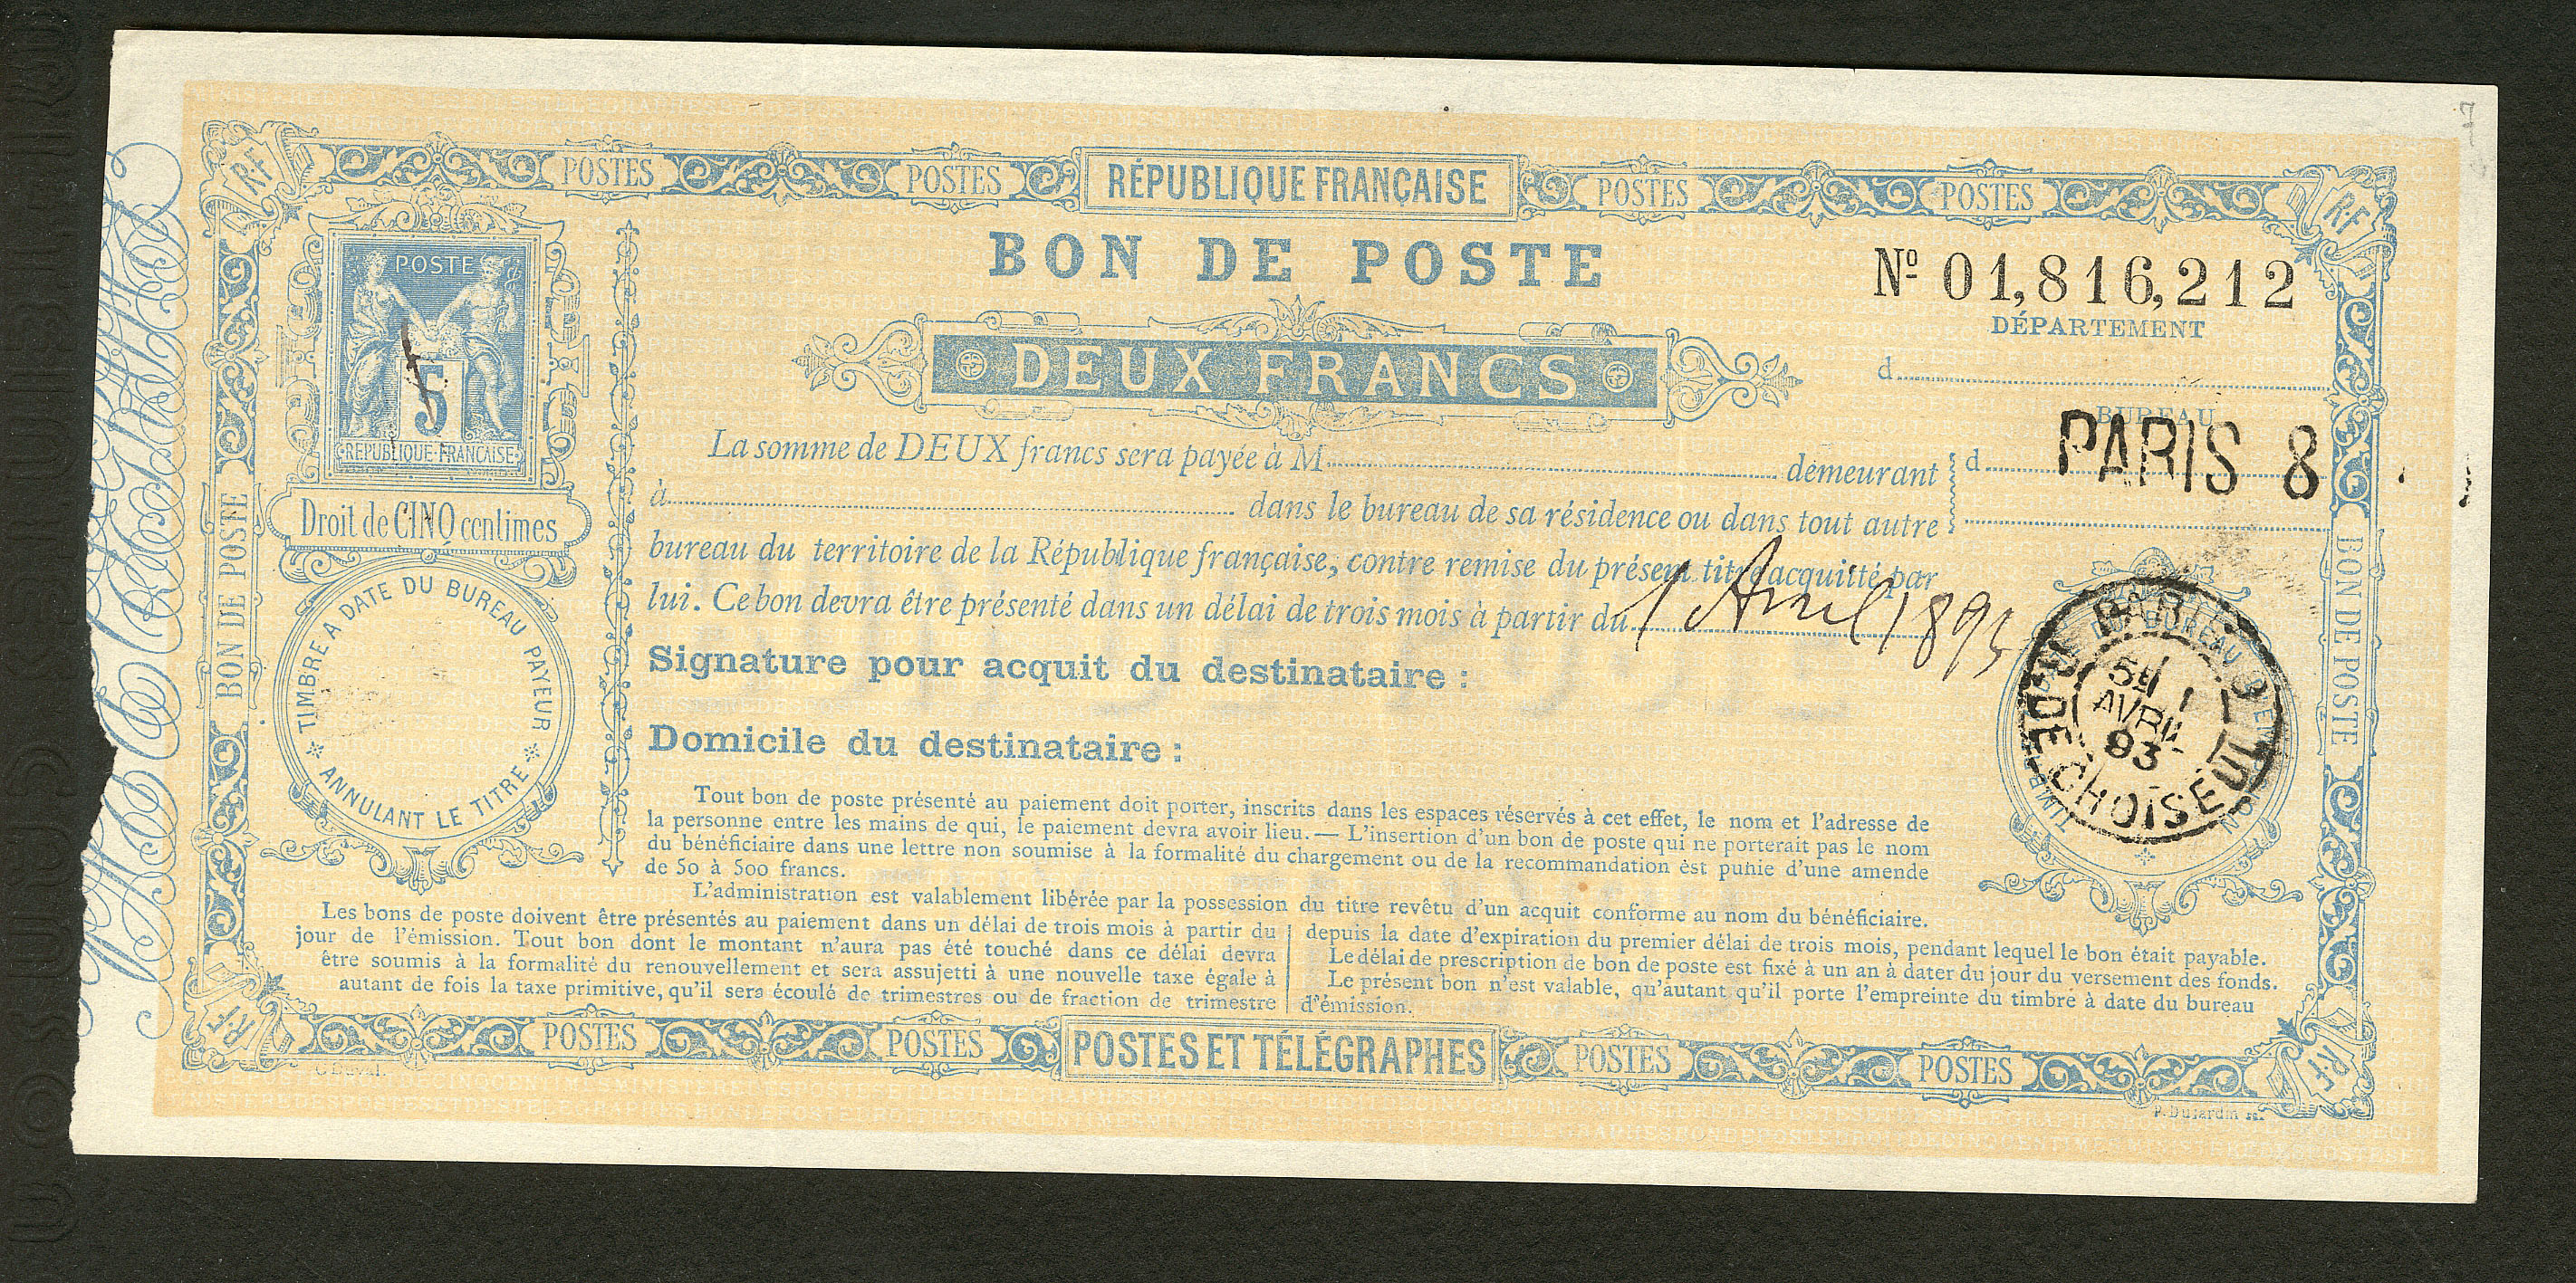 R·F POSTES POSTES RÉPUBLIQUE FRANÇAISE POSTES POSTES R·F
BON DE POSTE
Nº 01,816,212
DÉPARTEMENT
d
POSTE
5
REPUBLIQUE·FRANÇAISE
DEUX FRANCS
BUREAU
d PARIS 8
La somme de DEUX francs sera payée à M demeurant
à dans le bureau de sa résidence ou dans tout autre
bureau du territoire de la République française, contre remise du présent titre acquitté par
lui. Ce bon devra être présenté dans un délai de trois mois à partir du 1 Avril 1893
Droit de CINQ centimes
BON DE POSTE
TIMBRE A DATE DU BUREAU PAYEUR
ANNULANT LE TITRE
Signature pour acquit du destinataire :
Domicile du destinataire :
BON DE POSTE
PARIS
RUE DE CHOISEUL
5E 1
AVRIL
93
Tout bon de poste présenté au paiement doit porter, inscrits dans les espaces réservés à cet effet, le nom et l'adresse de
la personne entre les mains de qui, le paiement devra avoir lieu. — L'insertion d'un bon de poste qui ne porterait pas le nom
du bénéficiaire dans une lettre non soumise à la formalité du chargement ou de la recommandation est punie d'une amende
de 50 à 500 francs.
L'administration est valablement libérée par la possession du titre revêtu d'un acquit conforme au nom du bénéficiaire.
Les bons de poste doivent être présentés au paiement dans un délai de trois mois à partir du
jour de l'émission. Tout bon dont le montant n'aura pas été touché dans ce délai devra
être soumis à la formalité du renouvellement et sera assujetti à une nouvelle taxe égale à
autant de fois la taxe primitive, qu'il sera écoulé de trimestres ou de fraction de trimestre
depuis la date d'expiration du premier délai de trois mois, pendant lequel le bon était payable.
Le délai de prescription de bon de poste est fixé à un an à dater du jour du versement des fonds.
Le présent bon n'est valable, qu'autant qu'il porte l'empreinte du timbre à date du bureau
d'émission.
R·F POSTES POSTES POSTES ET TÉLÉGRAPHES POSTES POSTES R·F
C Duval.
P. Dujardin sc.
7